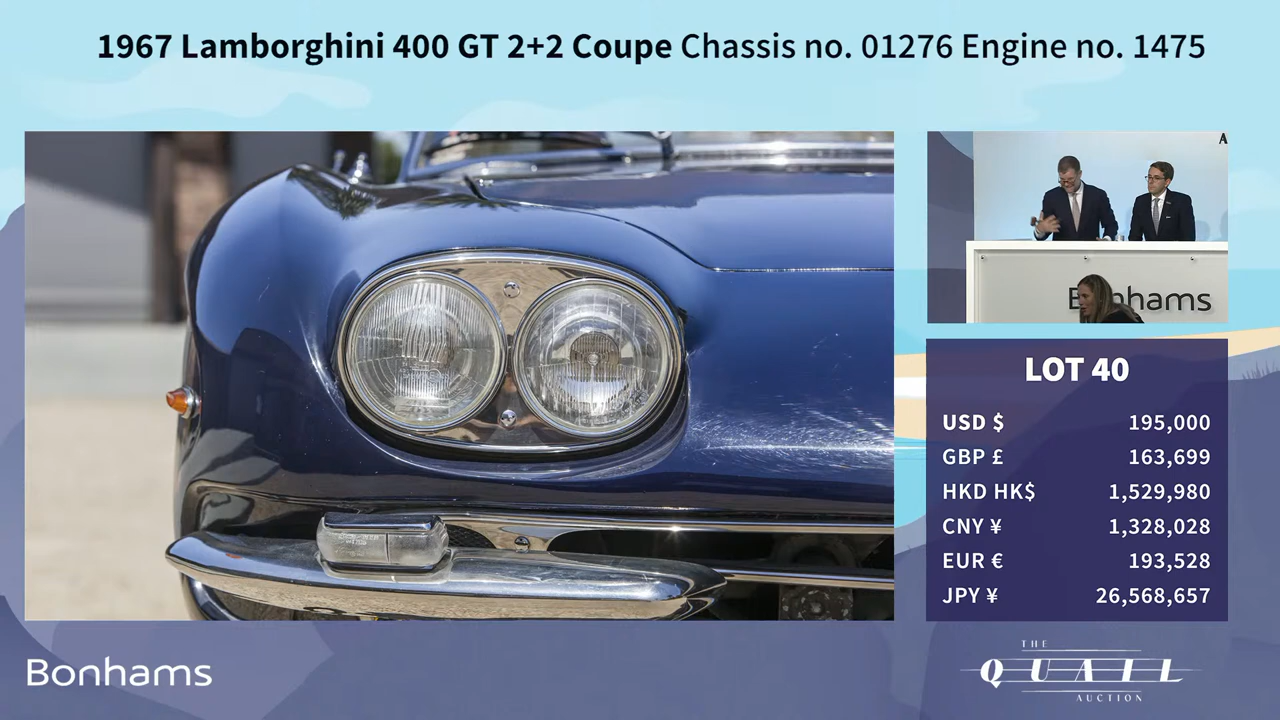 1967 Lamborghini 400 GT 2+2 Coupe Chassis no. 01276 Engine no. 1475
A
Bonhams
LOT 40
USD $ 195,000
GBP £ 163,699
HKD HK$ 1,529,980
CNY ¥ 1,328,028
EUR € 193,528
JPY ¥ 26,568,657
Bonhams
THE
QUAIL
AUCTION